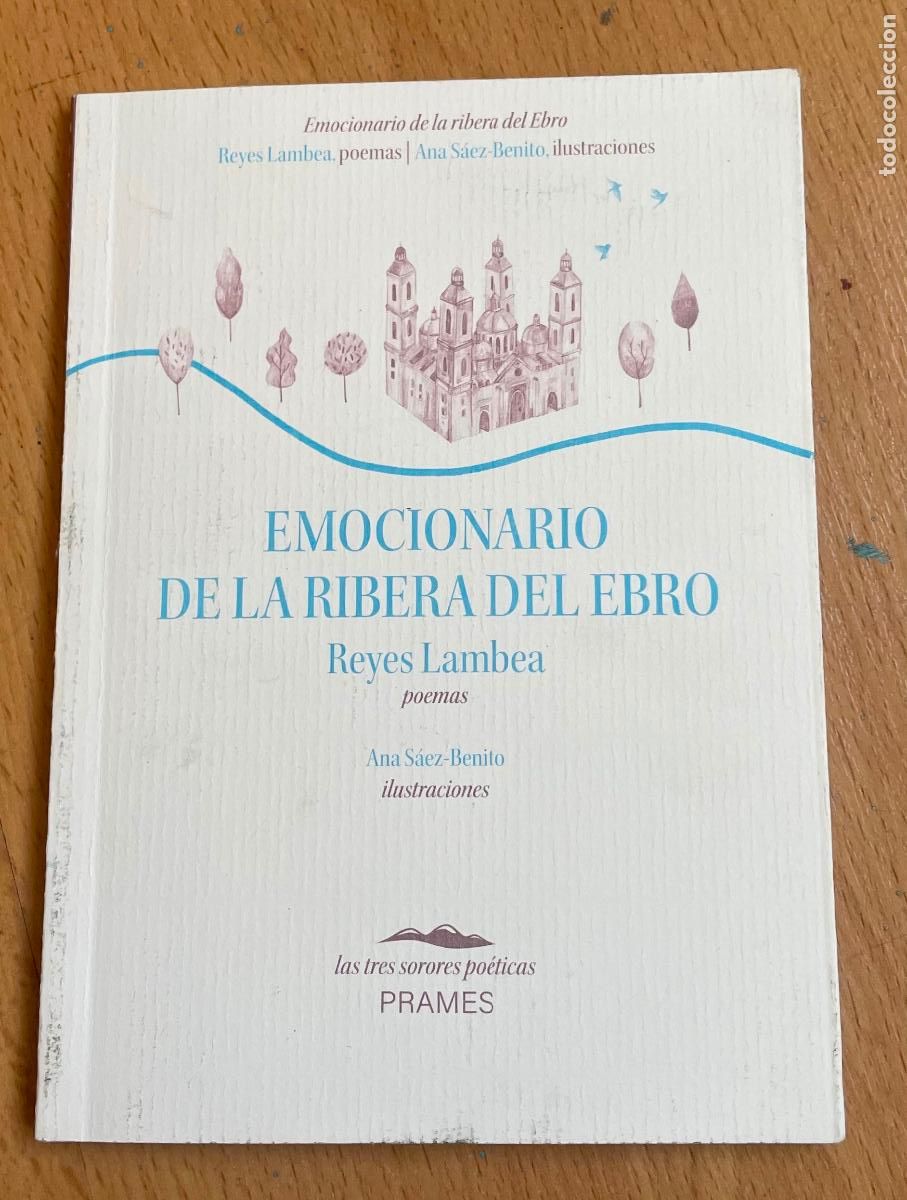 todocoleccion
Emocionario de la ribera del Ebro
Reyes Lambea, poemas | Ana Sáez-Benito, ilustraciones
EMOCIONARIO
DE LA RIBERA DEL EBRO
Reyes Lambea
poemas
Ana Sáez-Benito
ilustraciones
las tres sorores poéticas
PRAMES